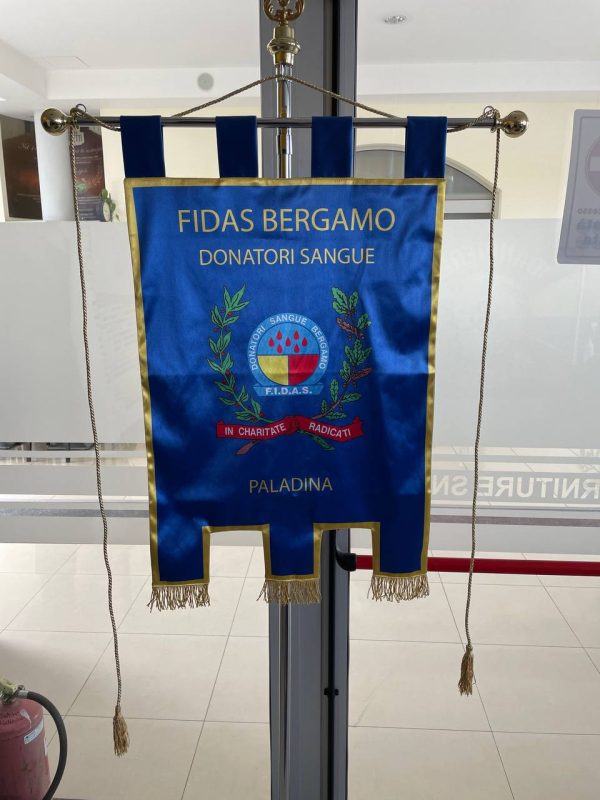 FIDAS BERGAMO
DONATORI SANGUE
DONATORI SANGUE BERGAMO
F.I.D.A.S.
IN CHARITATE RADICATI
PALADINA